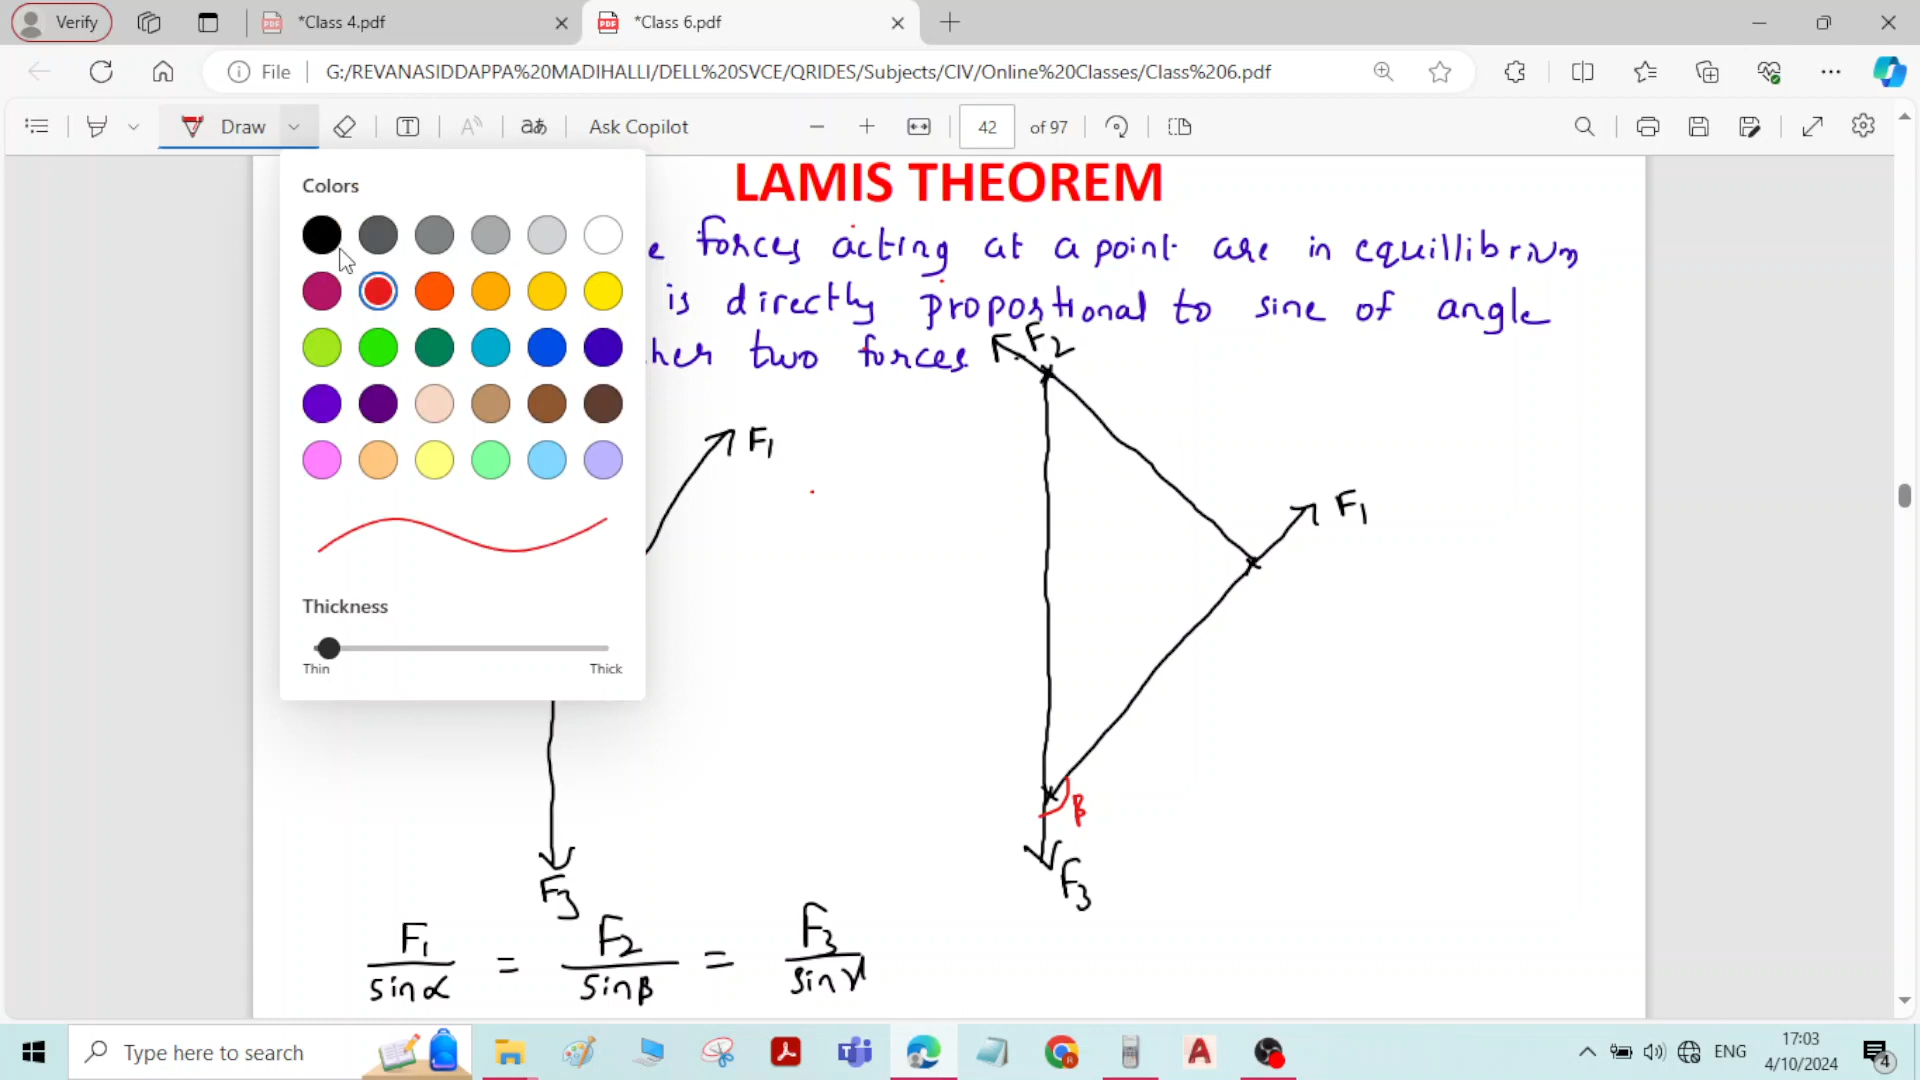 Verify
*Class 4.pdf
*Class 6.pdf
File
G:/REVANASIDDAPPA%20MADIHALLI/DELL%20SVCE/QRIDES/Subjects/CIV/Online%20Classes/Class%206.pdf
Draw
Ask Copilot
42
of 97
LAMIS THEOREM
Colors
e forces acting at a point are in equillibrium
is directly proportional to sine of angle
her two forces
F2
F1
F1
Thickness
Thin
Thick
β
F3
F3
F1 = F2 = F3
sinα sinβ sinγ
Type here to search
ENG
17:03
4/10/2024
4